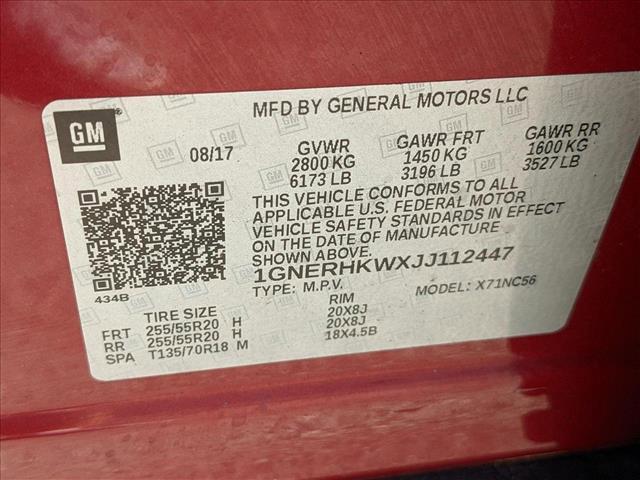 GM
MFD BY GENERAL MOTORS LLC
08/17
GVWR GAWR FRT GAWR RR
2800 KG 1450 KG 1600 KG
6173 LB 3196 LB 3527 LB
THIS VEHICLE CONFORMS TO ALL
APPLICABLE U.S. FEDERAL MOTOR
VEHICLE SAFETY STANDARDS IN EFFECT
ON THE DATE OF MANUFACTURE
1GNERHKWXJJ112447
434B
TYPE: M.P.V. MODEL: X71NC56
TIRE SIZE RIM
FRT 255/55R20 H 20X8J
RR 255/55R20 H 20X8J
SPA T135/70R18 M 18X4.5B